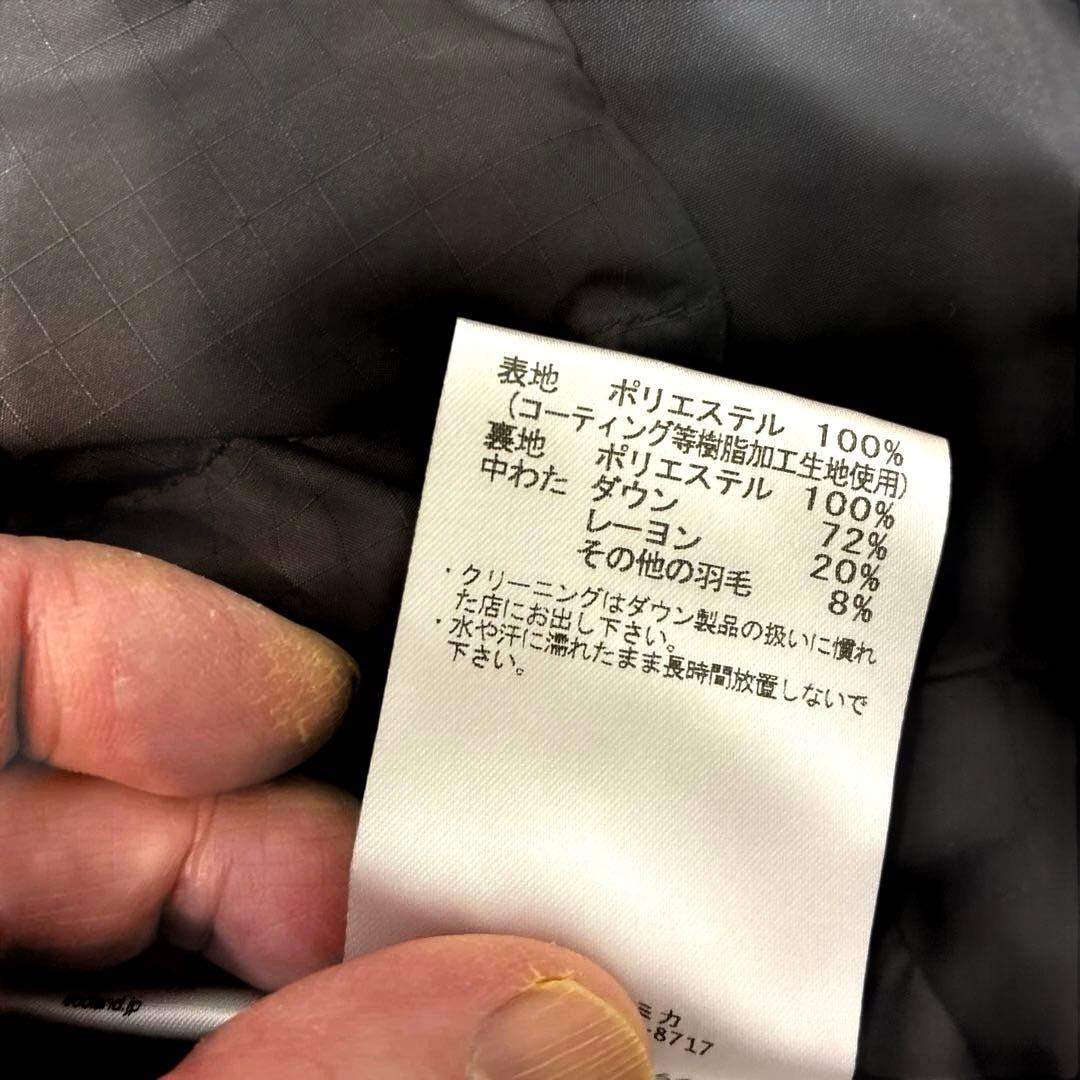 表地 ポリエステル 100%
(コーティング等樹脂加工生地使用)
裏地 ポリエステル 100%
中わた ダウン 72%
レーヨン 20%
その他の羽毛 8%
・クリーニングはダウン製品の扱いに慣れ
た店にお出し下さい。
・水や汗に濡れたまま長時間放置しないで
下さい。
ミカ
-8717